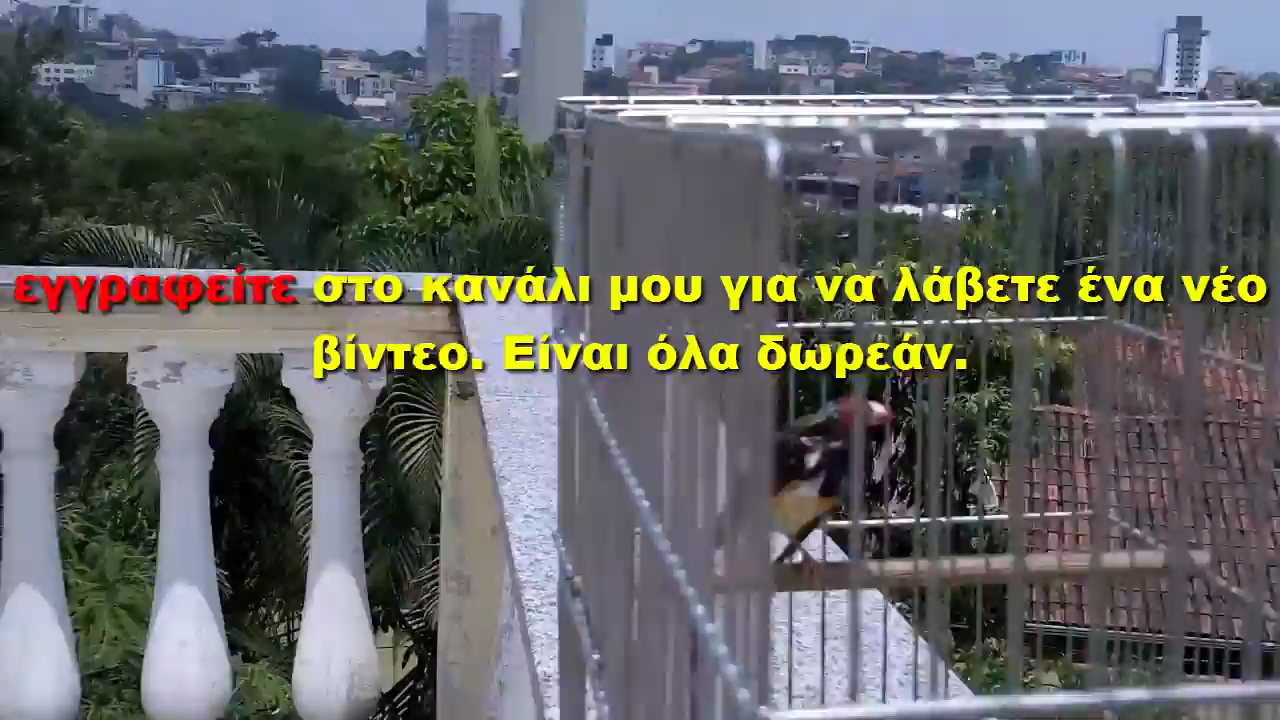 εγγραφείτε στο κανάλι μου για να λάβετε ένα νέο
βίντεο. Είναι όλα δωρεάν.